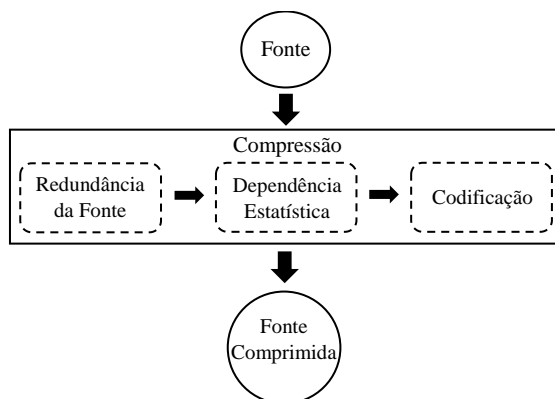 Fonte
Compressão
Redundância
da Fonte
Dependência
Estatística
Codificação
Fonte
Comprimida